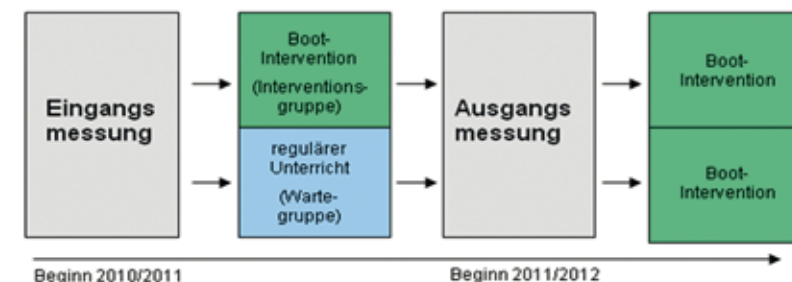 Eingangs
messung
Boot-
Intervention
(Interventions-
gruppe)
regulärer
Unterricht
(Warte-
gruppe)
Ausgangs
messung
Boot-
Intervention
Boot-
Intervention
Beginn 2010/2011
Beginn 2011/2012